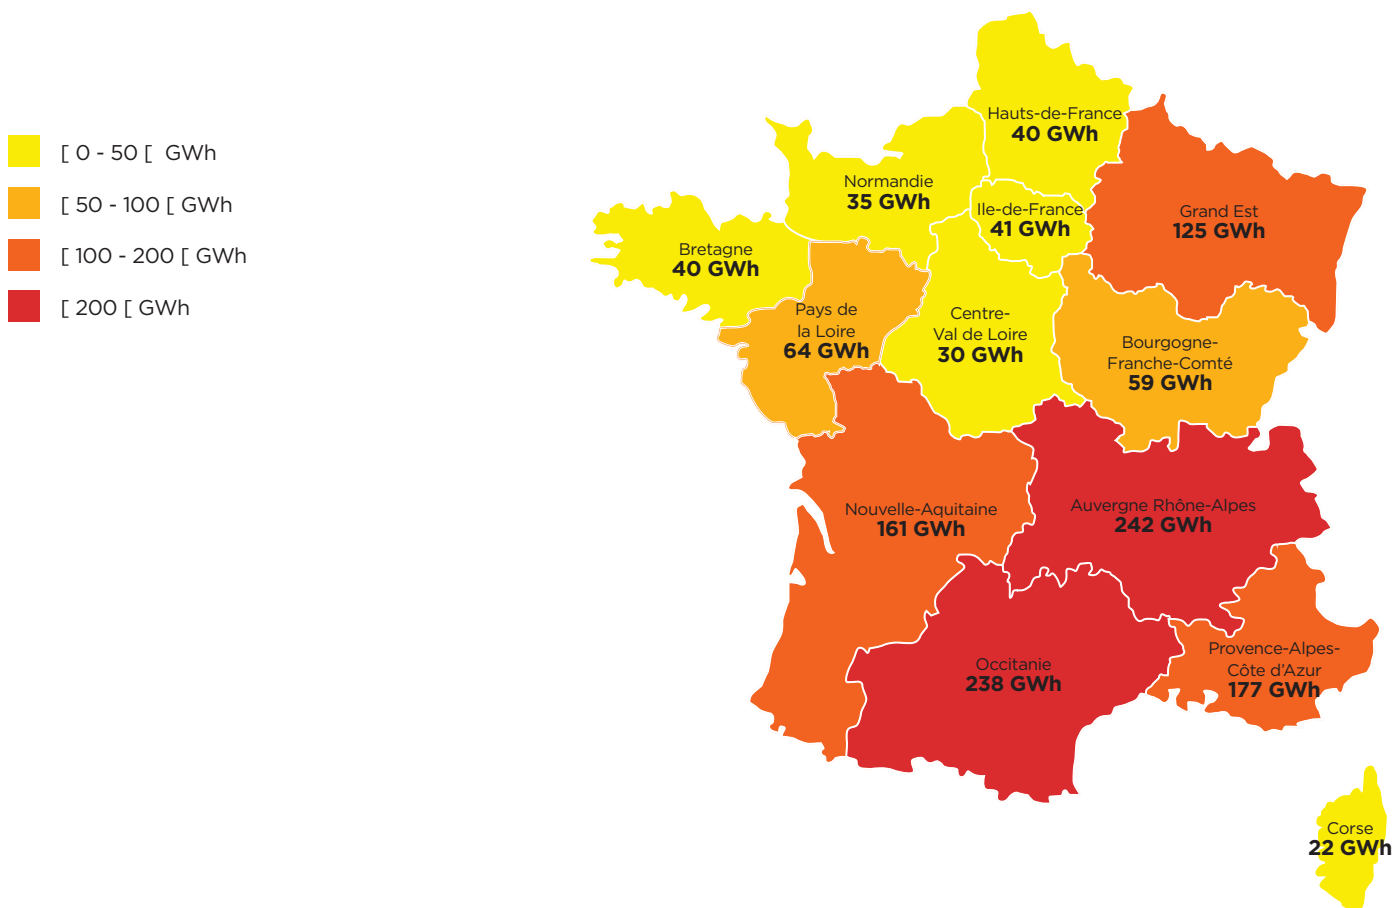 [ 0 - 50 [ GWh
[ 50 - 100 [ GWh
[ 100 - 200 [ GWh
[ 200 [ GWh
Hauts-de-France
40 GWh
Normandie
35 GWh
Ile-de-France
41 GWh
Grand Est
125 GWh
Bretagne
40 GWh
Pays de
la Loire
64 GWh
Centre-
Val de Loire
30 GWh
Bourgogne-
Franche-Comté
59 GWh
Nouvelle-Aquitaine
161 GWh
Auvergne Rhône-Alpes
242 GWh
Occitanie
238 GWh
Provence-Alpes-
Côte d'Azur
177 GWh
Corse
22 GWh